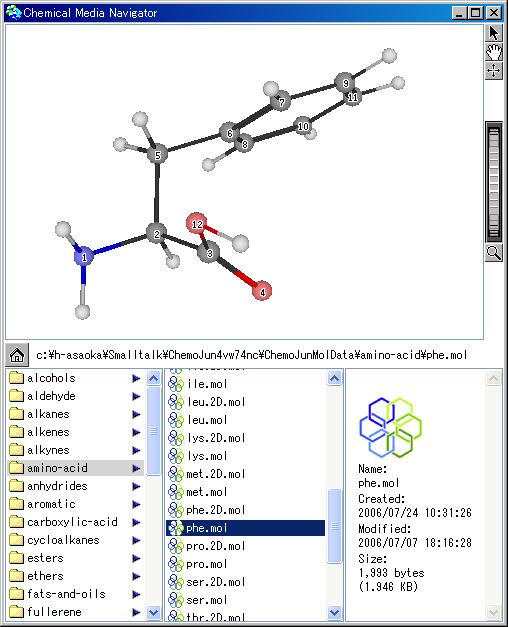 Chemical Media Navigator
9
7
11
6
10
8
5
12
2
3
1
4
c:¥h-asaoka¥Smalltalk¥ChemoJun4vw74nc¥ChemoJunMolData¥amino-acid¥phe.mol
alcohols
aldehyde
alkanes
alkenes
alkynes
amino-acid
anhydrides
aromatic
carboxylic-acid
cycloalkanes
esters
ethers
fats-and-oils
fullerene
ile.mol
leu.2D.mol
leu.mol
lys.2D.mol
lys.mol
met.2D.mol
met.mol
phe.2D.mol
phe.mol
pro.2D.mol
pro.mol
ser.2D.mol
ser.mol
thr.2D.mol
Name:
phe.mol
Created:
2006/07/24 10:31:26
Modified:
2006/07/07 18:16:28
Size:
1,993 bytes
(1.946 KB)